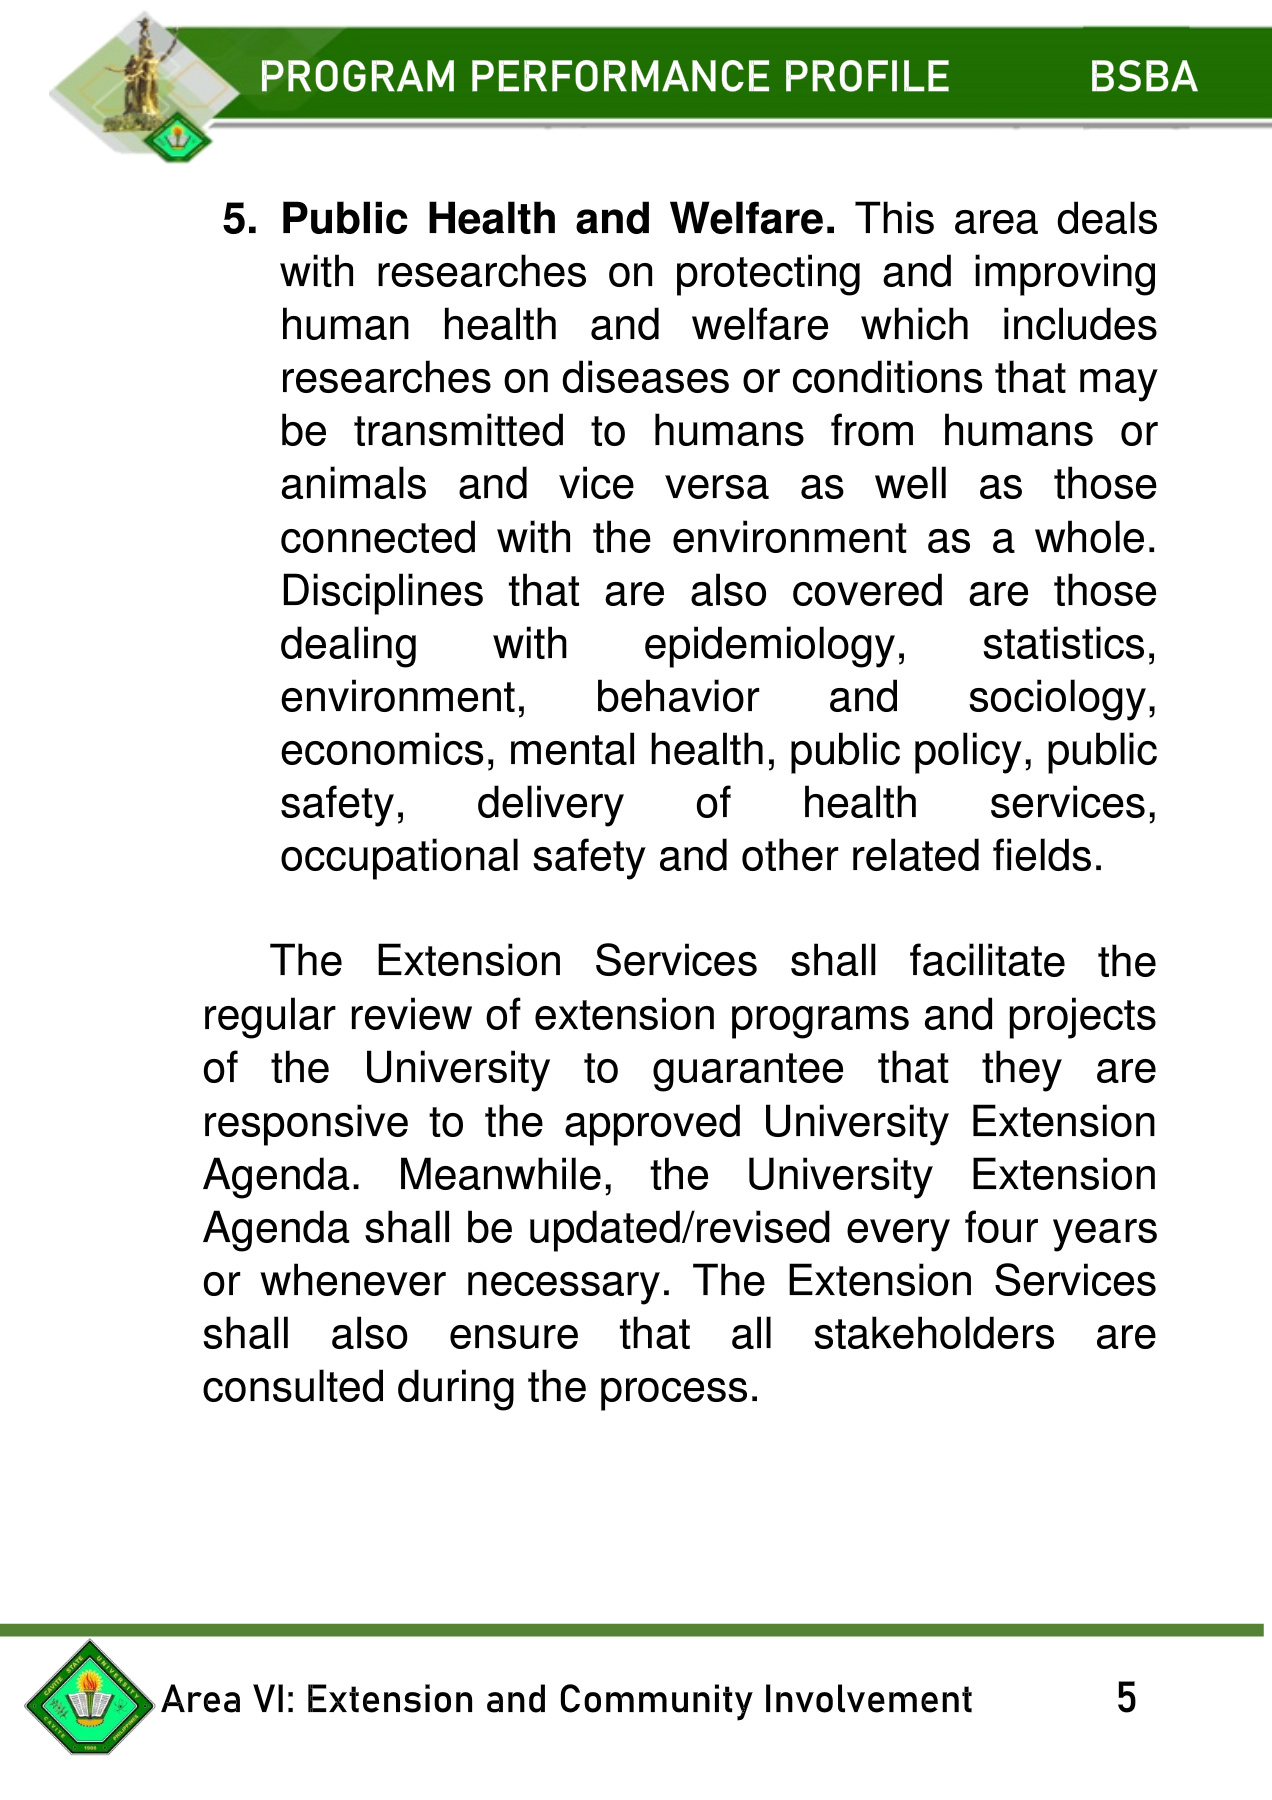 PROGRAM PERFORMANCE PROFILE BSBA
5. Public Health and Welfare. This area deals
with researches on protecting and improving
human health and welfare which includes
researches on diseases or conditions that may
be transmitted to humans from humans or
animals and vice versa as well as those
connected with the environment as a whole.
Disciplines that are also covered are those
dealing with epidemiology, statistics,
environment, behavior and sociology,
economics, mental health, public policy, public
safety, delivery of health services,
occupational safety and other related fields.
The Extension Services shall facilitate the
regular review of extension programs and projects
of the University to guarantee that they are
responsive to the approved University Extension
Agenda. Meanwhile, the University Extension
Agenda shall be updated/revised every four years
or whenever necessary. The Extension Services
shall also ensure that all stakeholders are
consulted during the process.
CAVITE STATE UNIVERSITY
CAVITE PHILIPPINES
1906
Area VI: Extension and Community Involvement 5